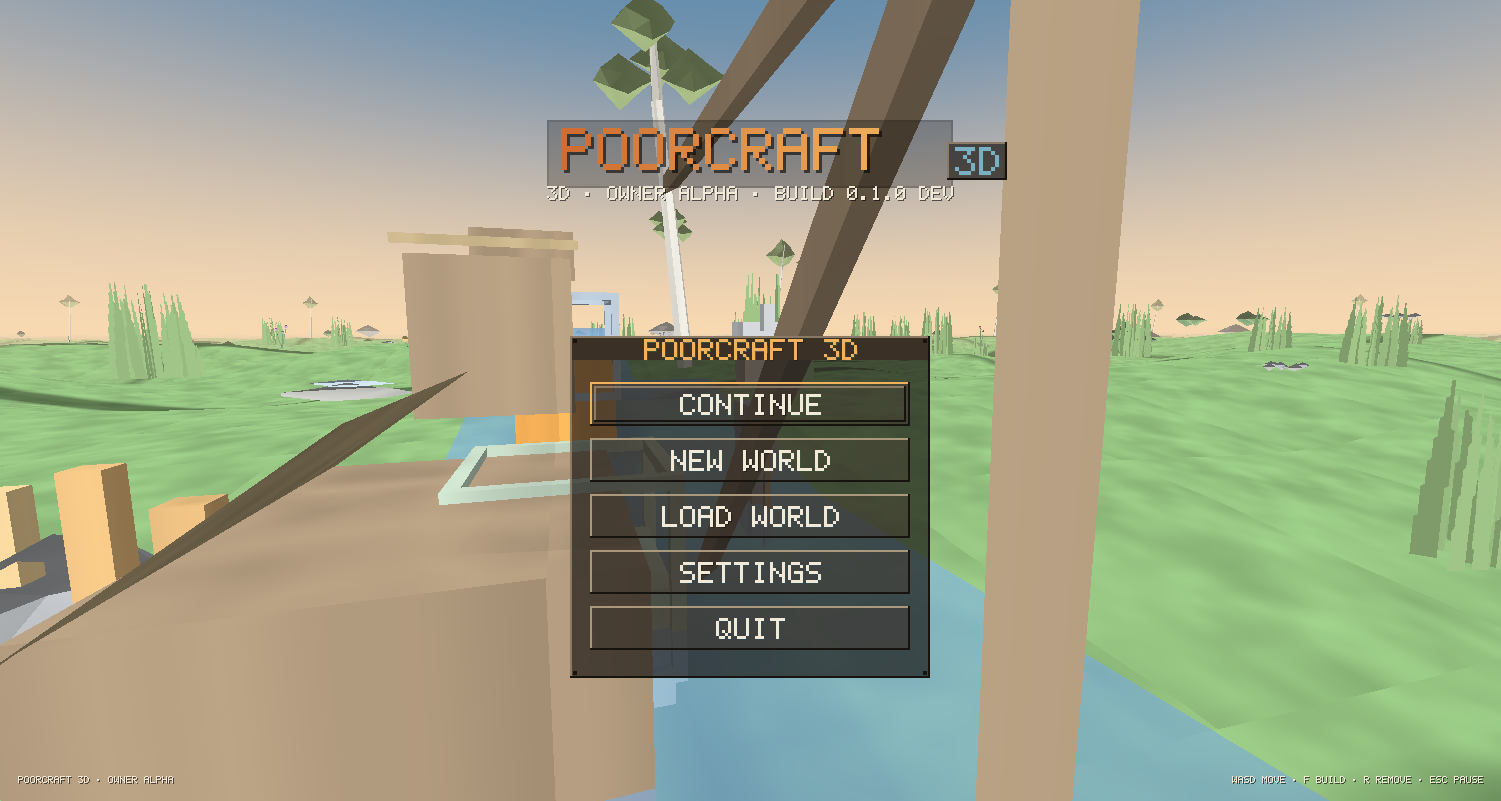 POORCRAFT
3D
3D · OWNER ALPHA · BUILD 0.1.0 DEV
POORCRAFT 3D
CONTINUE
NEW WORLD
LOAD WORLD
SETTINGS
QUIT
POORCRAFT 3D · OWNER ALPHA
WASD MOVE · F BUILD · R REMOVE · ESC PAUSE